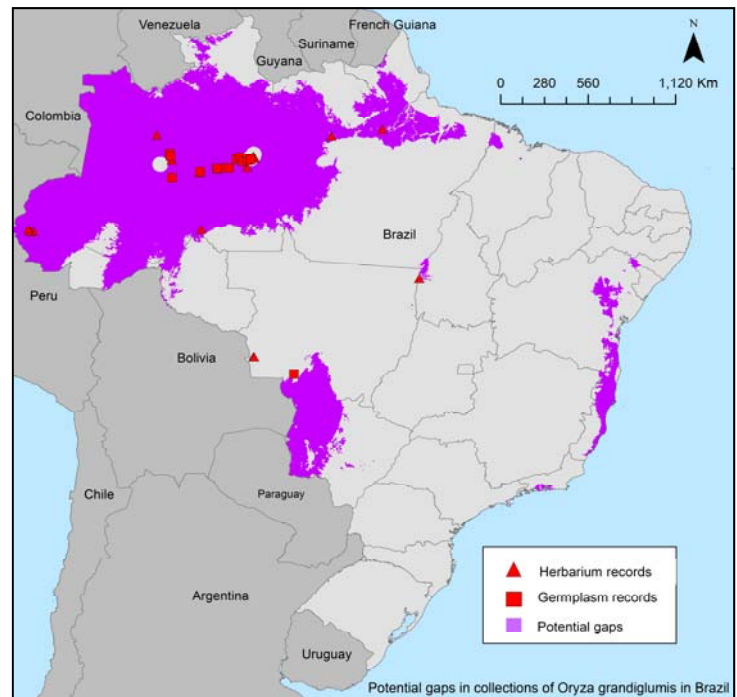 Venezuela
French Guiana
Suriname
Guyana
N
Colombia
0 280 560 1,120 Km
Brazil
Peru
Bolivia
Paraguay
Chile
Argentina
Uruguay
Herbarium records
Germplasm records
Potential gaps
Potential gaps in collections of Oryza grandiglumis in Brazil